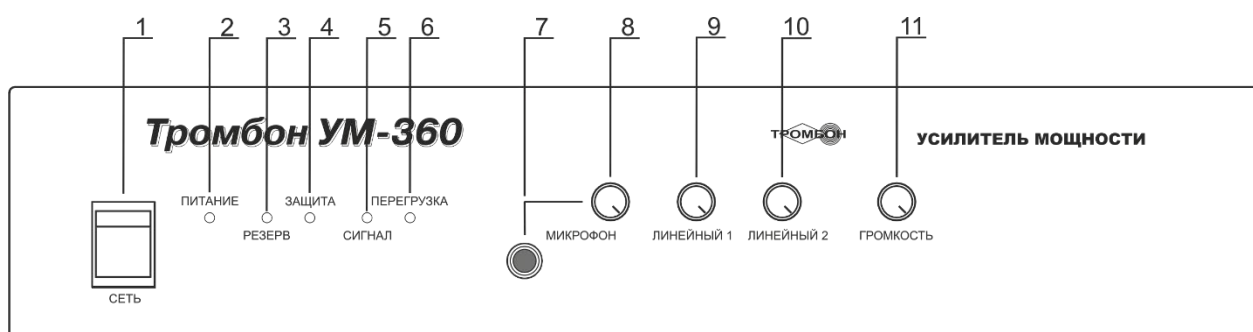 1 2 3 4 5 6 7 8 9 10 11
Тромбон УМ-360
ТРОМБОН
УСИЛИТЕЛЬ МОЩНОСТИ
ПИТАНИЕ ЗАЩИТА ПЕРЕГРУЗКА
РЕЗЕРВ СИГНАЛ МИКРОФОН ЛИНЕЙНЫЙ 1 ЛИНЕЙНЫЙ 2 ГРОМКОСТЬ
СЕТЬ